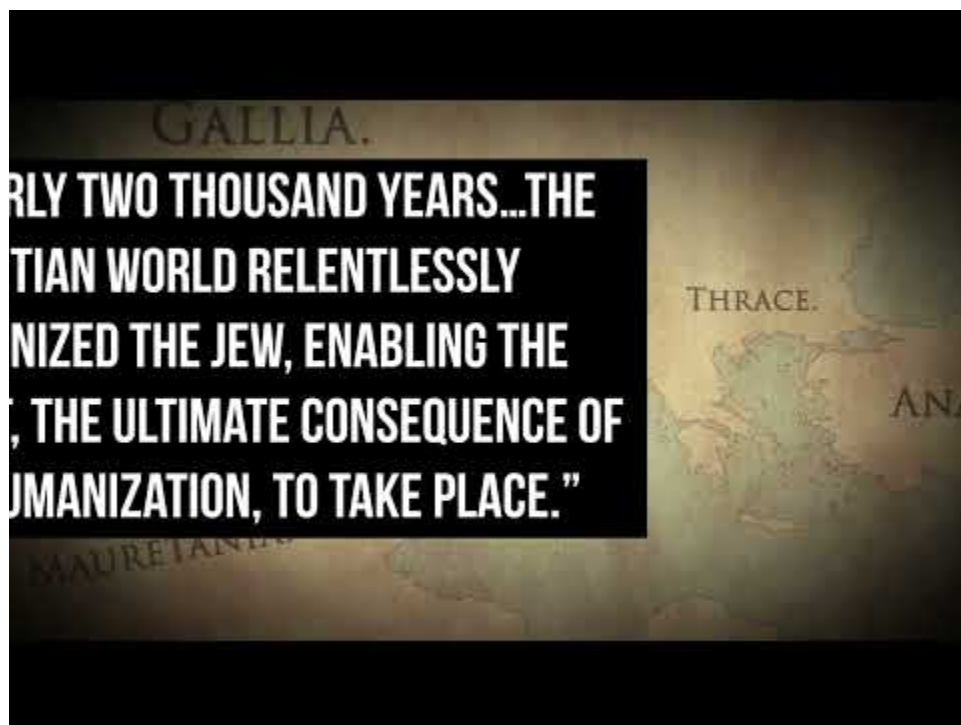 GALLIA.
RLY TWO THOUSAND YEARS...THE
TIAN WORLD RELENTLESSLY
NIZED THE JEW, ENABLING THE
, THE ULTIMATE CONSEQUENCE OF
UMANIZATION, TO TAKE PLACE.”
THRACE.
ANA
MAURETANIA.